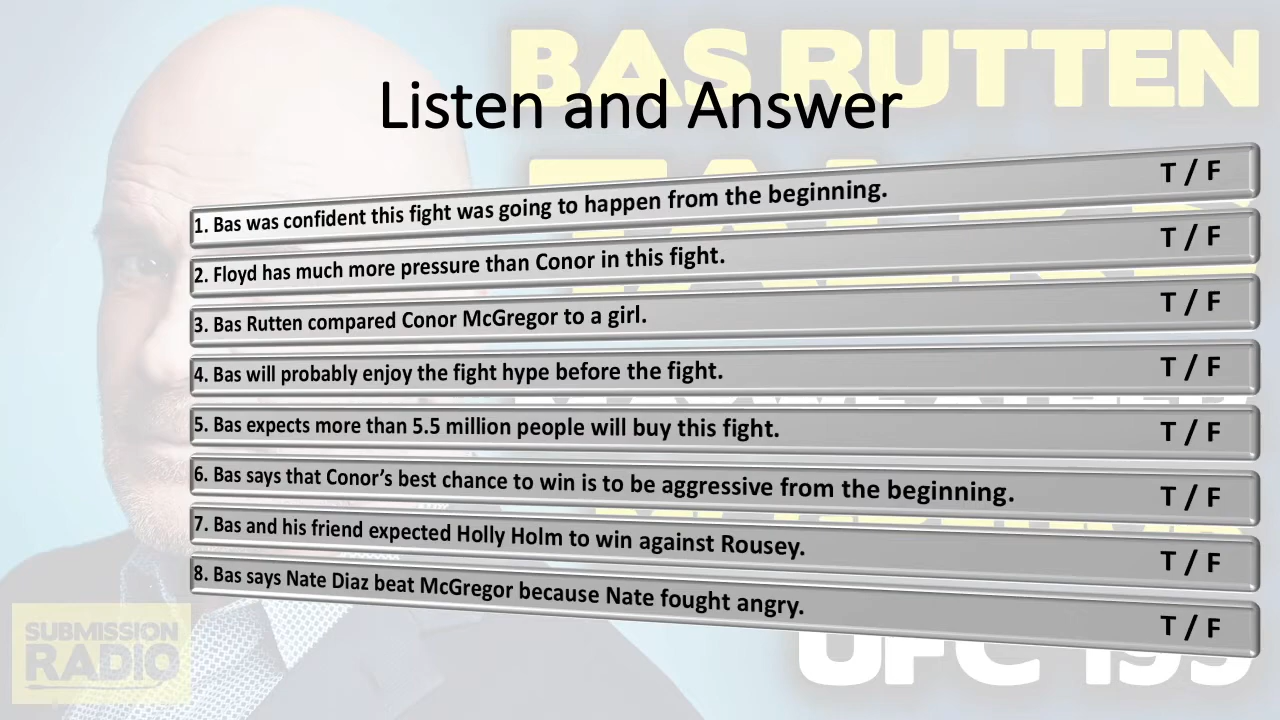 BAS RUTTEN
Listen and Answer
1. Bas was confident this fight was going to happen from the beginning. T / F
2. Floyd has much more pressure than Conor in this fight. T / F
3. Bas Rutten compared Conor McGregor to a girl. T / F
4. Bas will probably enjoy the fight hype before the fight. T / F
5. Bas expects more than 5.5 million people will buy this fight. T / F
6. Bas says that Conor’s best chance to win is to be aggressive from the beginning. T / F
7. Bas and his friend expected Holly Holm to win against Rousey. T / F
8. Bas says Nate Diaz beat McGregor because Nate fought angry. T / F
SUBMISSION
RADIO
UFC 199